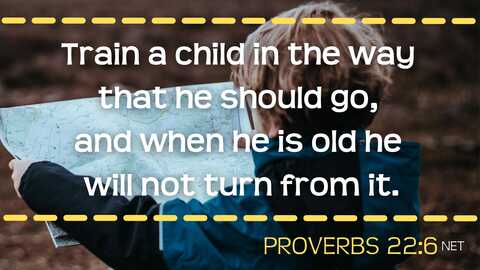 Train a child in the way
that he should go,
and when he is old he
will not turn from it.
PROVERBS 22:6 NET